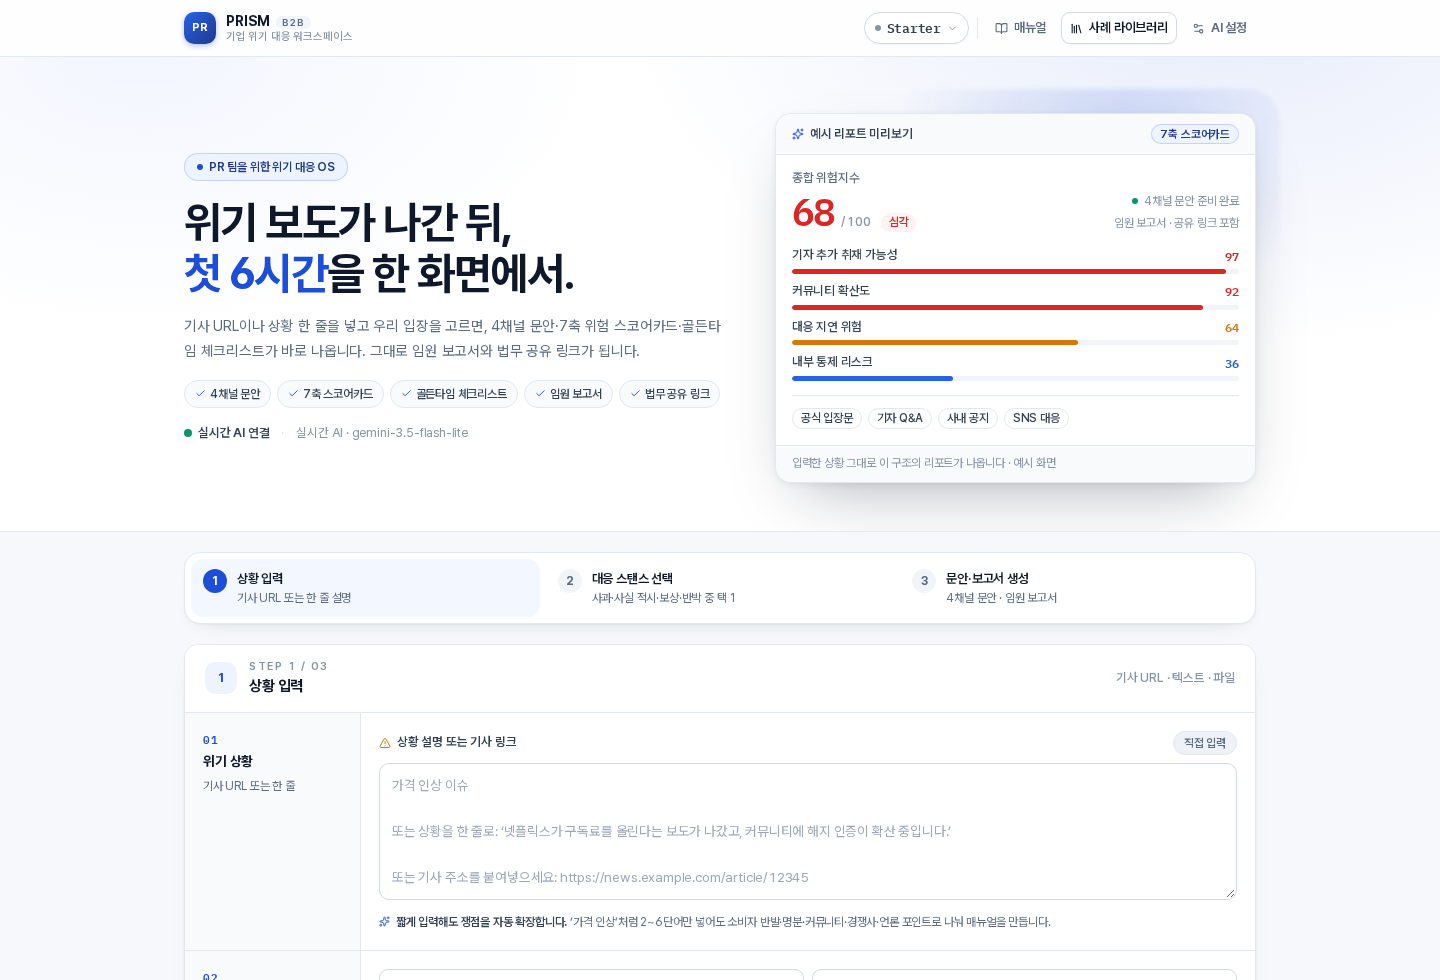 PR
PRISM B2B
기업 위기 대응 워크스페이스
Starter
매뉴얼
사례 라이브러리
AI 설정
PR 팀을 위한 위기 대응 OS
위기 보도가 나간 뒤,
첫 6시간을 한 화면에서.
기사 URL이나 상황 한 줄을 넣고 우리 입장을 고르면, 4채널 문안·7축 위험 스코어카드·골든타
임 체크리스트가 바로 나옵니다. 그대로 임원 보고서와 법무 공유 링크가 됩니다.
4채널 문안
7축 스코어카드
골든타임 체크리스트
임원 보고서
법무 공유 링크
실시간 AI 연결 · 실시간 AI · gemini-3.5-flash-lite
예시 리포트 미리보기
7축 스코어카드
종합 위험지수
68 / 100 심각
4채널 문안 준비 완료
임원 보고서 · 공유 링크 포함
기자 추가 취재 가능성 97
커뮤니티 확산도 92
대응 지연 위험 64
내부 통제 리스크 36
공식 입장문
기자 Q&A
사내 공지
SNS 대응
입력한 상황 그대로 이 구조의 리포트가 나옵니다 · 예시 화면
1
상황 입력
기사 URL 또는 한 줄 설명
2
대응 스탠스 선택
사과·사실 적시·보상·반박 중 택 1
3
문안·보고서 생성
4채널 문안 · 임원 보고서
1
STEP 1 / 03
상황 입력
기사 URL · 텍스트 · 파일
01
위기 상황
기사 URL 또는 한 줄
상황 설명 또는 기사 링크
직접 입력
가격 인상 이슈
또는 상황을 한 줄로: ‘넷플릭스가 구독료를 올린다는 보도가 나갔고, 커뮤니티에 해지 인증이 확산 중입니다.’
또는 기사 주소를 붙여넣으세요: https://news.example.com/article/12345
짧게 입력해도 쟁점을 자동 확장합니다. ‘가격 인상’처럼 2~6단어만 넣어도 소비자 반발·명분·커뮤니티·경쟁사·언론 포인트로 나눠 매뉴얼을 만듭니다.
02